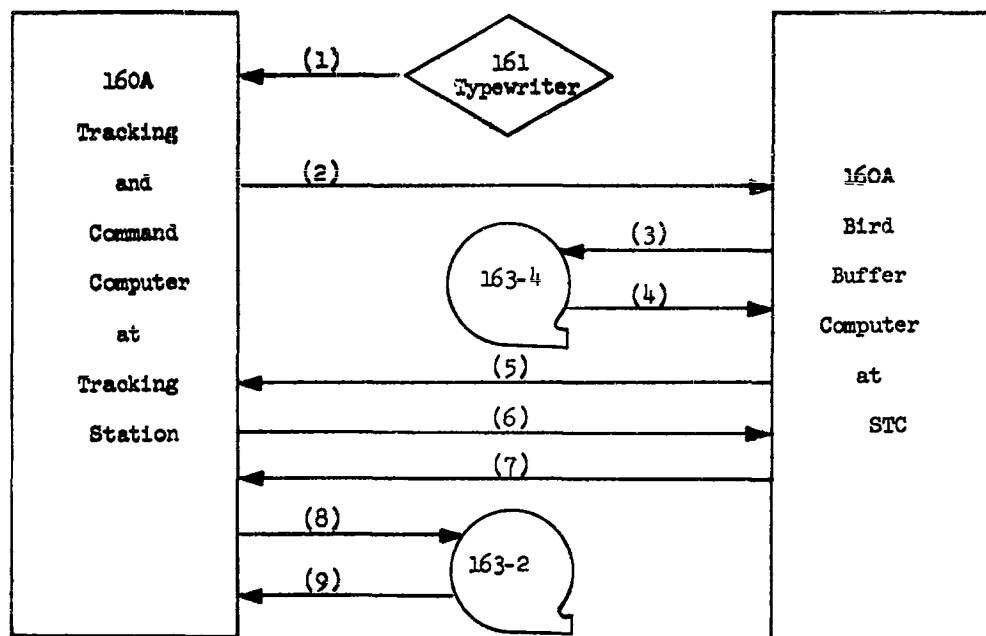 160A
Tracking
and
Command
Computer
at
Tracking
Station
(1)
161
Typewriter
(2)
(3)
163-4
(4)
(5)
(6)
(7)
(8)
163-2
(9)
160A
Bird
Buffer
Computer
at
STC